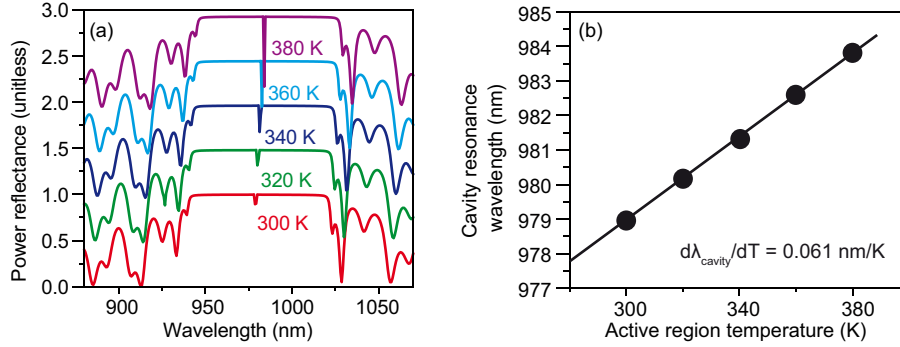 (a)
Power reflectance (unitless)
3.0
2.5
2.0
1.5
1.0
0.5
0.0
380 K
360 K
340 K
320 K
300 K
900
950
1000
1050
Wavelength (nm)
(b)
Cavity resonance
wavelength (nm)
985
984
983
982
981
980
979
978
977
dλcavity/dT = 0.061 nm/K
300
340
380
Active region temperature (K)